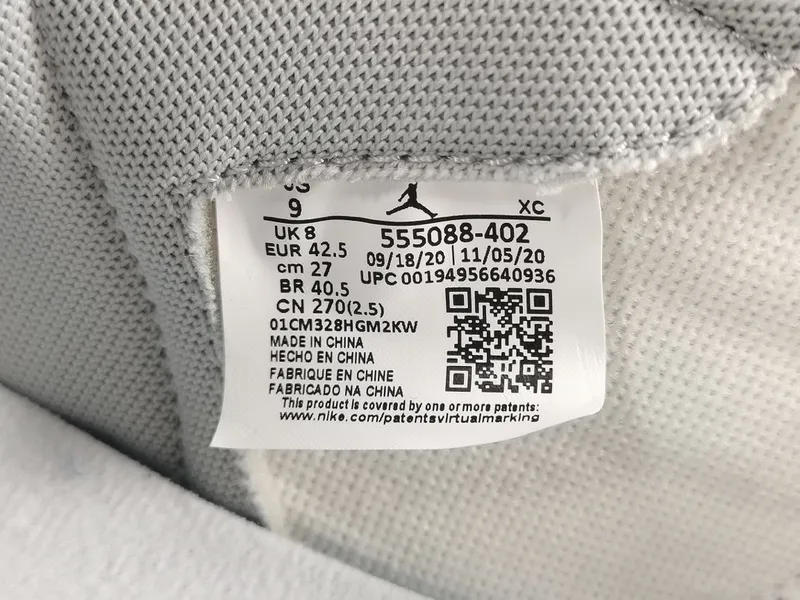 US
9
XC
UK 8
555088-402
EUR 42.5
09/18/20 | 11/05/20
cm 27
UPC 00194956640936
BR 40.5
CN 270(2.5)
01CM328HGM2KW
MADE IN CHINA
HECHO EN CHINA
FABRIQUE EN CHINE
FABRICADO NA CHINA
This product is covered by one or more patents:
www.nike.com/patentsvirtualmarking